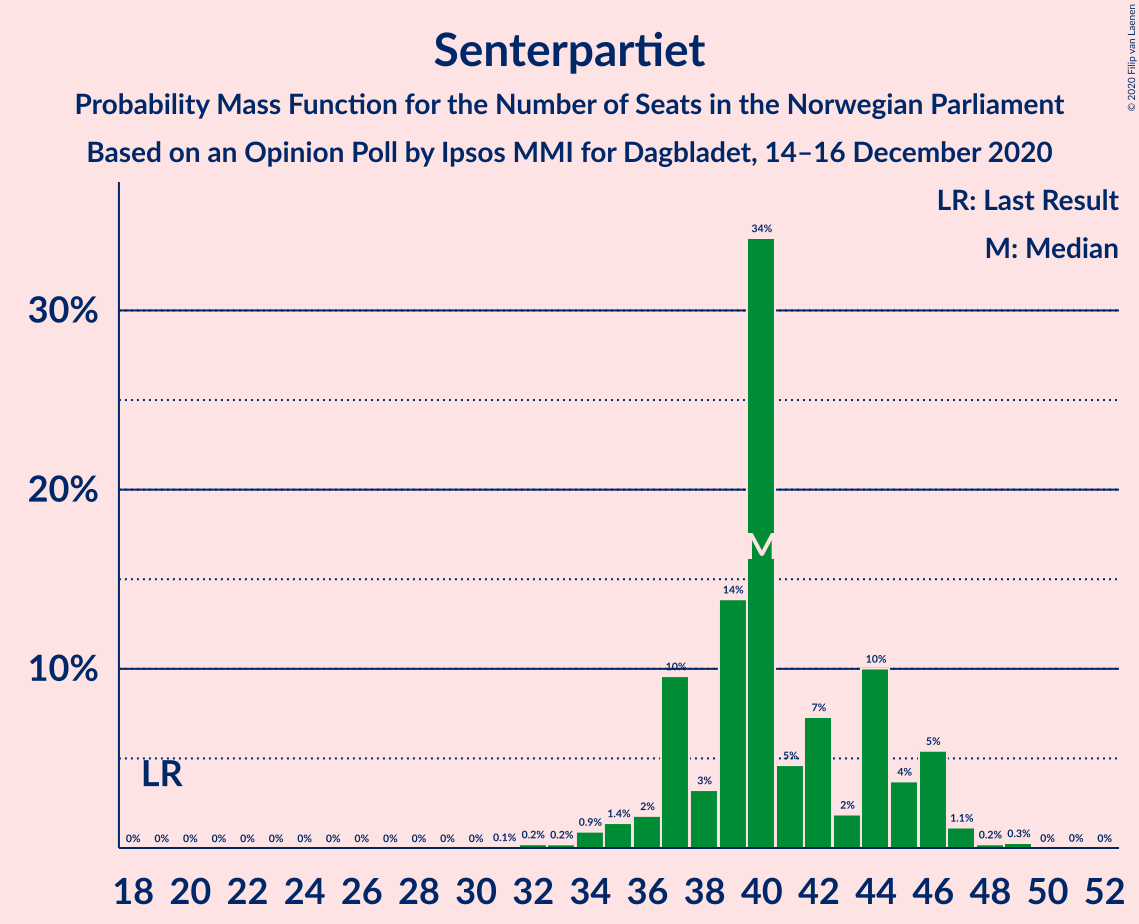 Senterpartiet
Probability Mass Function for the Number of Seats in the Norwegian Parliament
Based on an Opinion Poll by Ipsos MMI for Dagbladet, 14–16 December 2020
© 2020 Filip van Laenen
LR: Last Result
M: Median
30%
20%
10%
LR
M
0% 0% 0% 0% 0% 0% 0% 0% 0% 0% 0% 0% 0% 0.1% 0.2% 0.2% 0.9% 1.4% 2% 10% 3% 14% 34% 5% 7% 2% 10% 4% 5% 1.1% 0.2% 0.3% 0% 0% 0%
18 20 22 24 26 28 30 32 34 36 38 40 42 44 46 48 50 52